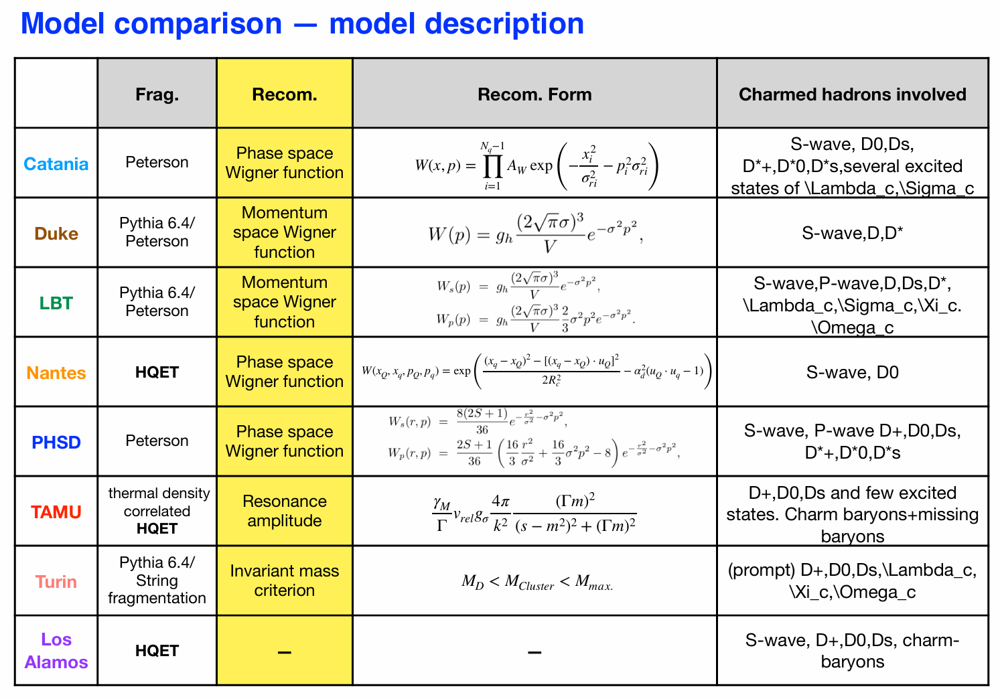 Model comparison — model description
Frag.
Recom.
Recom. Form
Charmed hadrons involved
Catania
Peterson
Phase space
Wigner function
W(x, p) = \prod_{i=1}^{N_q-1} A_W \exp\left(-\frac{x_i^2}{\sigma_{ri}^2} - p_i^2\sigma_{ri}^2\right)
S-wave, D0,Ds,
D*+,D*0,D*s,several excited
states of \Lambda_c,\Sigma_c
Duke
Pythia 6.4/
Peterson
Momentum
space Wigner
function
W(p) = g_h \frac{(2\sqrt{\pi}\sigma)^3}{V} e^{-\sigma^2 p^2},
S-wave,D,D*
LBT
Pythia 6.4/
Peterson
Momentum
space Wigner
function
W_s(p) = g_h \frac{(2\sqrt{\pi}\sigma)^3}{V} e^{-\sigma^2 p^2},
W_p(p) = g_h \frac{(2\sqrt{\pi}\sigma)^3}{V} \frac{2}{3}\sigma^2 p^2 e^{-\sigma^2 p^2}.
S-wave,P-wave,D,Ds,D*,
\Lambda_c,\Sigma_c,\Xi_c.
\Omega_c
Nantes
HQET
Phase space
Wigner function
W(x_Q, x_q, p_Q, p_q) = \exp\left(\frac{(x_q - x_Q)^2 - [(x_q - x_Q) \cdot u_Q]^2}{2R_c^2} - \alpha_d^2(u_Q \cdot u_q - 1)\right)
S-wave, D0
PHSD
Peterson
Phase space
Wigner function
W_s(r, p) = \frac{8(2S + 1)}{36} e^{-\frac{r^2}{\sigma^2} - \sigma^2 p^2},
W_p(r, p) = \frac{2S + 1}{36} \left(\frac{16}{3}\frac{r^2}{\sigma^2} + \frac{16}{3}\sigma^2 p^2 - 8\right) e^{-\frac{r^2}{\sigma^2} - \sigma^2 p^2},
S-wave, P-wave D+,D0,Ds,
D*+,D*0,D*s
TAMU
thermal density
correlated
HQET
Resonance
amplitude
\frac{\gamma_M}{\Gamma} v_{rel} g_\sigma \frac{4\pi}{k^2} \frac{(\Gamma m)^2}{(s - m^2)^2 + (\Gamma m)^2}
D+,D0,Ds and few excited
states. Charm baryons+missing
baryons
Turin
Pythia 6.4/
String
fragmentation
Invariant mass
criterion
M_D < M_{Cluster} < M_{max.}
(prompt) D+,D0,Ds,\Lambda_c,
\Xi_c,\Omega_c
Los
Alamos
HQET
–
–
S-wave, D+,D0,Ds, charm-
baryons